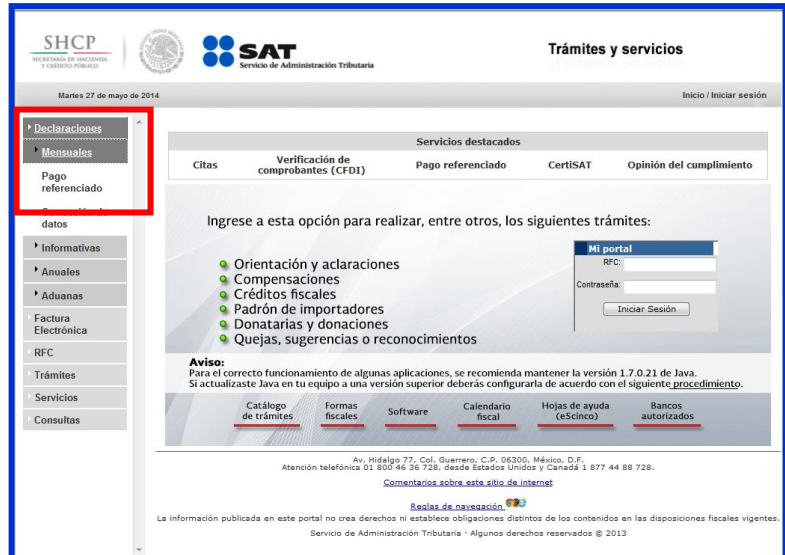 SHCP
SECRETARÍA DE HACIENDA
Y CRÉDITO PÚBLICO
SAT
Servicio de Administración Tributaria
Trámites y servicios
Martes 27 de mayo de 2014
Inicio / Iniciar sesión
Declaraciones
Mensuales
Pago
referenciado
datos
Informativas
Anuales
Aduanas
Factura
Electrónica
RFC
Trámites
Servicios
Consultas
Servicios destacados
Citas
Verificación de
comprobantes (CFDI)
Pago referenciado
CertiSAT
Opinión del cumplimiento
Ingrese a esta opción para realizar, entre otros, los siguientes trámites:
Orientación y aclaraciones
Compensaciones
Créditos fiscales
Padrón de importadores
Donatarias y donaciones
Quejas, sugerencias o reconocimientos
Mi portal
RFC:
Contraseña:
Iniciar Sesión
Aviso:
Para el correcto funcionamiento de algunas aplicaciones, se recomienda mantener la versión 1.7.0.21 de Java.
Si actualizaste Java en tu equipo a una versión superior deberás configurarla de acuerdo con el siguiente procedimiento.
Catálogo
de trámites
Formas
fiscales
Software
Calendario
fiscal
Hojas de ayuda
(e5cinco)
Bancos
autorizados
Av. Hidalgo 77, Col. Guerrero, C.P. 06300, México, D.F.
Atención telefónica 01 800 46 36 728, desde Estados Unidos y Canadá 1 877 44 88 728.
Comentarios sobre este sitio de internet
Reglas de navegación
La información publicada en este portal no crea derechos ni establece obligaciones distintos de los contenidos en las disposiciones fiscales vigentes.
Servicio de Administración Tributaria · Algunos derechos reservados © 2013